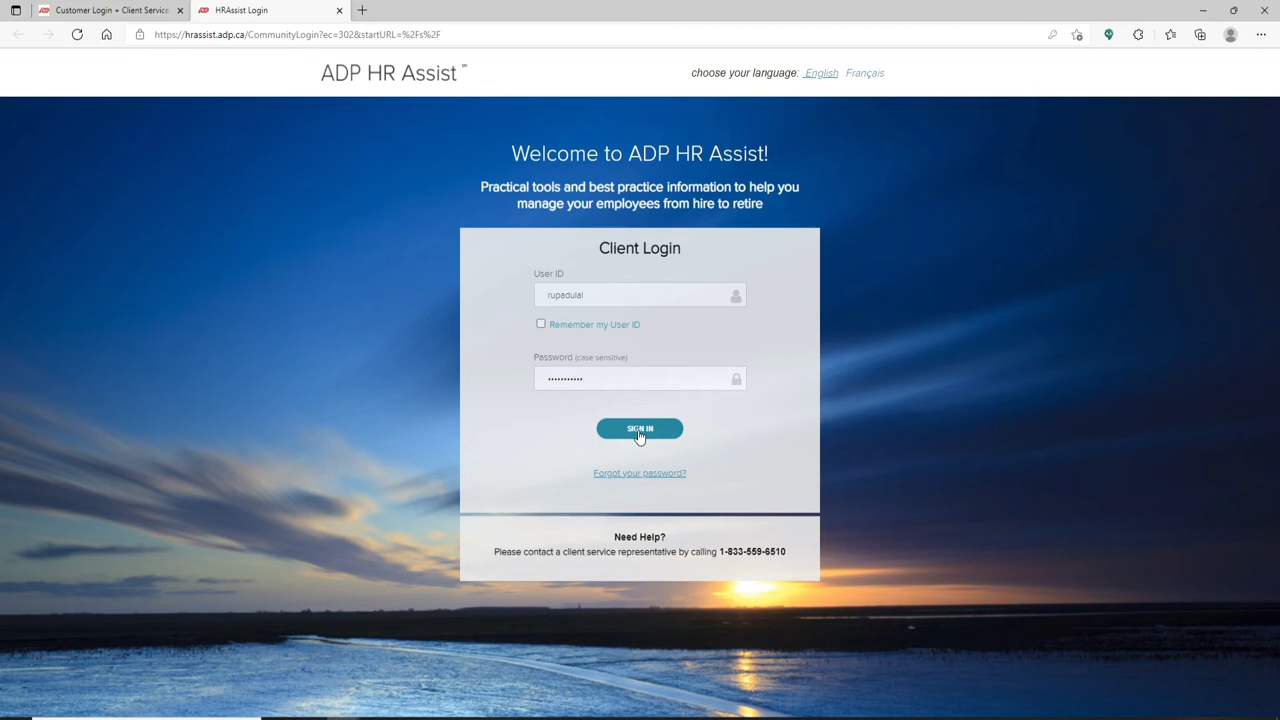 Customer Login + Client Service
HRAssist Login
https://hrassist.adp.ca/CommunityLogin?ec=302&startURL=%2Fs%2F
ADP HR Assist ℠
choose your language: English Français
Welcome to ADP HR Assist!
Practical tools and best practice information to help you
manage your employees from hire to retire
Client Login
User ID
rupadulal
Remember my User ID
Password (case sensitive)
•••••••••••
SIGN IN
Forgot your password?
Need Help?
Please contact a client service representative by calling 1-833-559-6510